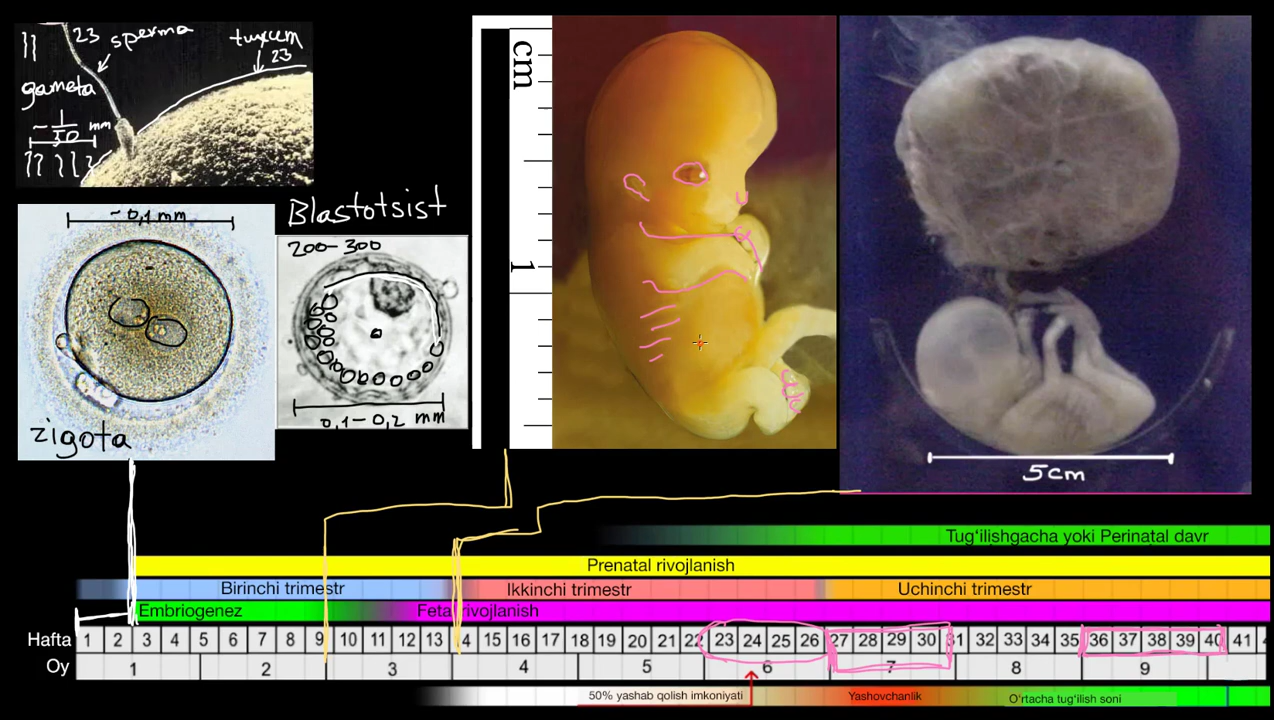 23 sperma
tuxum
23
gameta
~ 1/50 mm
~ 0,1 mm
zigota
Blastotsist
200-300
0,1-0,2 mm
cm
1
5cm
Tug‘ilishgacha yoki Perinatal davr
Prenatal rivojlanish
Birinchi trimestr Ikkinchi trimestr Uchinchi trimestr
Embriogenez Fetal rivojlanish
Hafta 1 2 3 4 5 6 7 8 9 10 11 12 13 14 15 16 17 18 19 20 21 22 23 24 25 26 27 28 29 30 31 32 33 34 35 36 37 38 39 40 41
Oy 1 2 3 4 5 6 7 8 9
50% yashab qolish imkoniyati Yashovchanlik O‘rtacha tug‘ilish soni